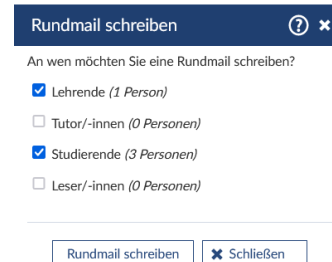 Rundmail schreiben
An wen möchten Sie eine Rundmail schreiben?
Lehrende (1 Person)
Tutor/-innen (0 Personen)
Studierende (3 Personen)
Leser/-innen (0 Personen)
Rundmail schreiben
Schließen